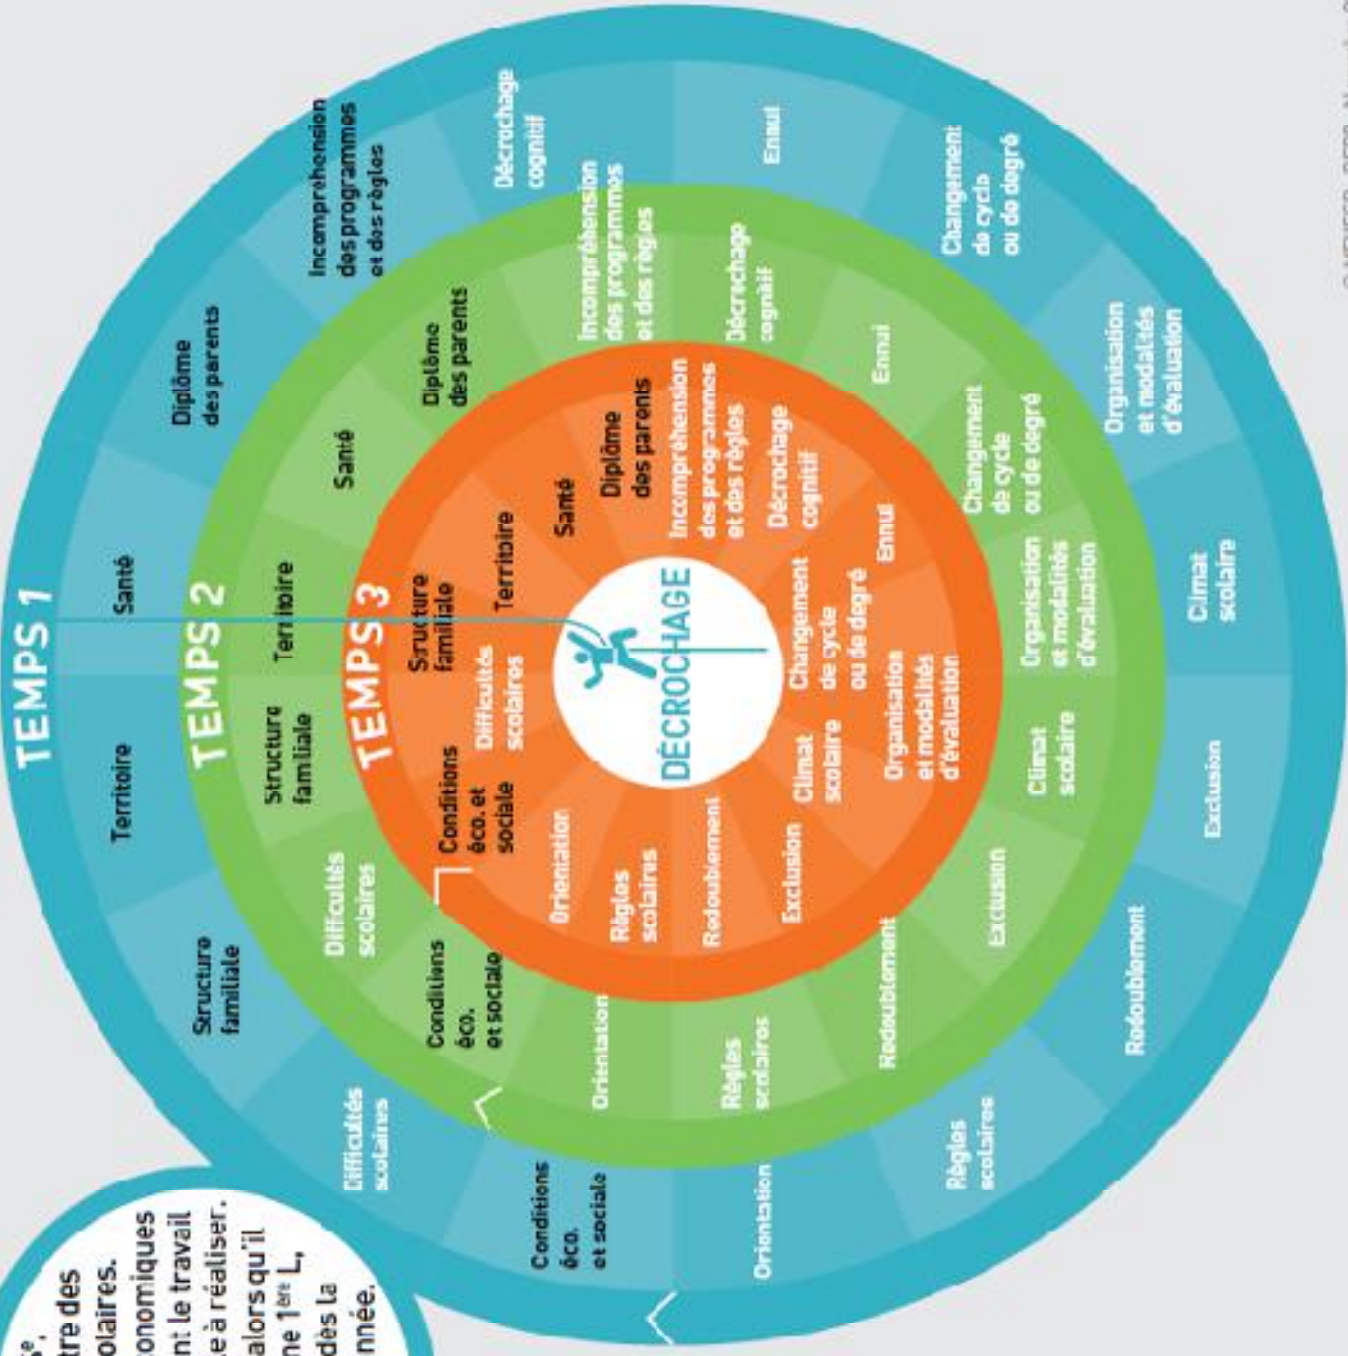 TEMPS 1
Santé
Diplôme
des parents
Incompréhension
des programmes
et des règles
Décrochage
cognitif
Ennui
Changement
de cycle
ou de degré
Organisation
et modalités
d'évaluation
Climat
scolaire
Exclusion
Redoublement
Règles
scolaires
Orientation
Conditions
éco.
et sociale
Difficultés
scolaires
Structure
familiale
Territoire
TEMPS 2
Territoire
Santé
Diplôme
des parents
Incompréhension
des programmes
et des règles
Décrochage
cognitif
Ennui
Changement
de cycle
ou de degré
Organisation
et modalités
d'évaluation
Climat
scolaire
Exclusion
Redoublement
Règles
scolaires
Orientation
Conditions
éco.
et sociale
Difficultés
scolaires
Structure
familiale
TEMPS 3
Structure
familiale
Territoire
Santé
Diplôme
des parents
Incompréhension
des programmes
et des règles
Décrochage
cognitif
Ennui
Changement
de cycle
ou de degré
Organisation
et modalités
d'évaluation
Climat
scolaire
Exclusion
Redoublement
Règles
scolaires
Orientation
Conditions
éco. et
sociale
Difficultés
scolaires
DÉCROCHAGE
tre des
olaires.
onomiques
nt le travail
e à réaliser.
alors qu'il
ne 1ère L,
dès la
nnée.